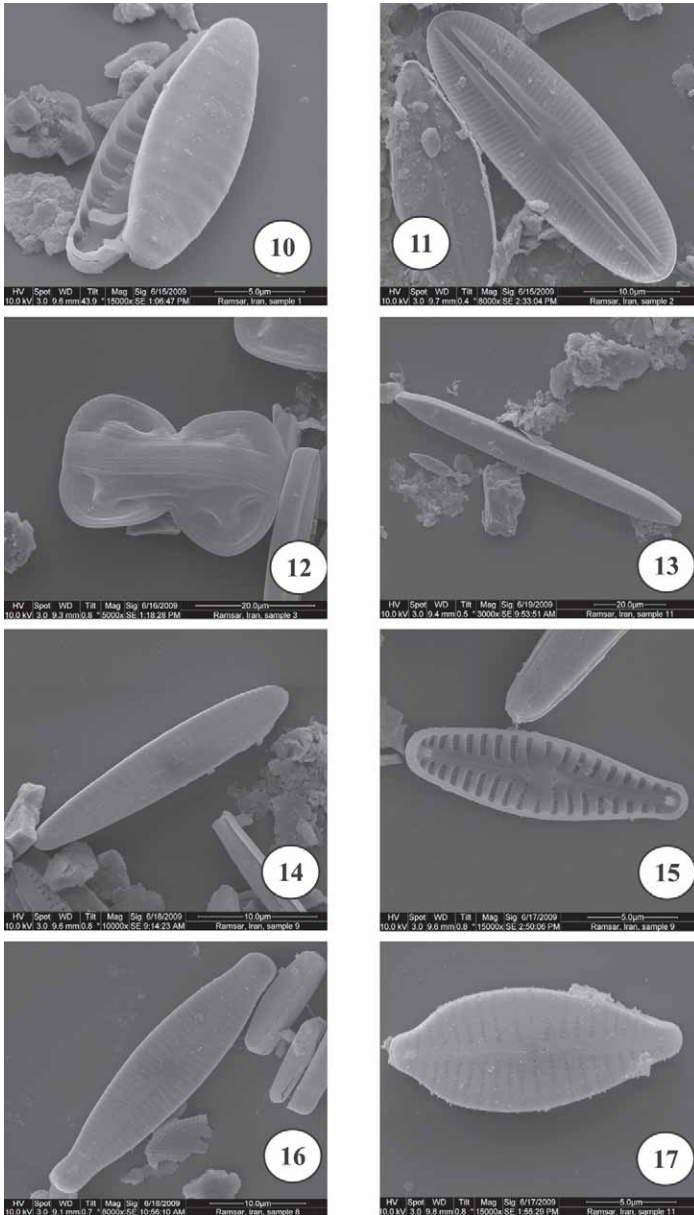 10
HV Spot WD Tilt Mag Sig 6/15/2009 5.0µm
10.0 kV 3.0 9.6 mm 43.9 ° 15000x SE 1:06:47 PM Ramsar, Iran, sample 1
11
HV Spot WD Tilt Mag Sig 6/15/2009 10.0µm
10.0 kV 3.0 9.7 mm 0.4 ° 8000x SE 2:33:04 PM Ramsar, Iran, sample 2
12
HV Spot WD Tilt Mag Sig 6/16/2009 20.0µm
10.0 kV 3.0 9.3 mm 0.8 ° 5000x SE 1:18:28 PM Ramsar, Iran, sample 3
13
HV Spot WD Tilt Mag Sig 6/19/2009 20.0µm
10.0 kV 3.0 9.4 mm 0.5 ° 3000x SE 9:53:51 AM Ramsar, Iran, sample 11
14
HV Spot WD Tilt Mag Sig 6/18/2009 10.0µm
10.0 kV 3.0 9.6 mm 0.8 ° 10000x SE 9:14:23 AM Ramsar, Iran, sample 9
15
HV Spot WD Tilt Mag Sig 6/17/2009 5.0µm
10.0 kV 3.0 9.6 mm 0.8 ° 15000x SE 2:50:06 PM Ramsar, Iran, sample 9
16
HV Spot WD Tilt Mag Sig 6/18/2009 10.0µm
10.0 kV 3.0 9.1 mm 0.7 ° 8000x SE 10:56:10 AM Ramsar, Iran, sample 8
17
HV Spot WD Tilt Mag Sig 6/17/2009 5.0µm
10.0 kV 3.0 9.8 mm 0.8 ° 15000x SE 1:55:29 PM Ramsar, Iran, sample 11